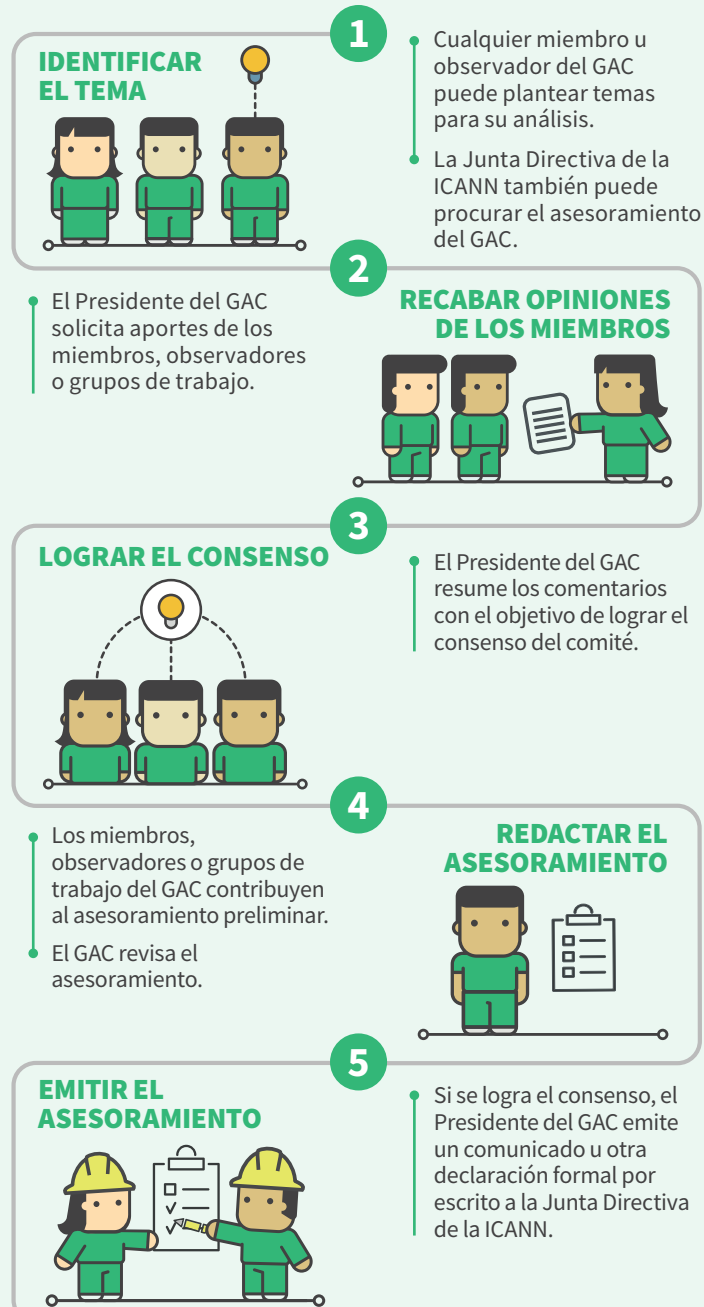 1
IDENTIFICAR
EL TEMA
Cualquier miembro u
observador del GAC
puede plantear temas
para su análisis.
La Junta Directiva de la
ICANN también puede
procurar el asesoramiento
del GAC.
2
RECABAR OPINIONES
DE LOS MIEMBROS
El Presidente del GAC
solicita aportes de los
miembros, observadores
o grupos de trabajo.
3
LOGRAR EL CONSENSO
El Presidente del GAC
resume los comentarios
con el objetivo de lograr el
consenso del comité.
4
REDACTAR EL
ASESORAMIENTO
Los miembros,
observadores o grupos de
trabajo del GAC contribuyen
al asesoramiento preliminar.
El GAC revisa el
asesoramiento.
5
EMITIR EL
ASESORAMIENTO
Si se logra el consenso, el
Presidente del GAC emite
un comunicado u otra
declaración formal por
escrito a la Junta Directiva
de la ICANN.